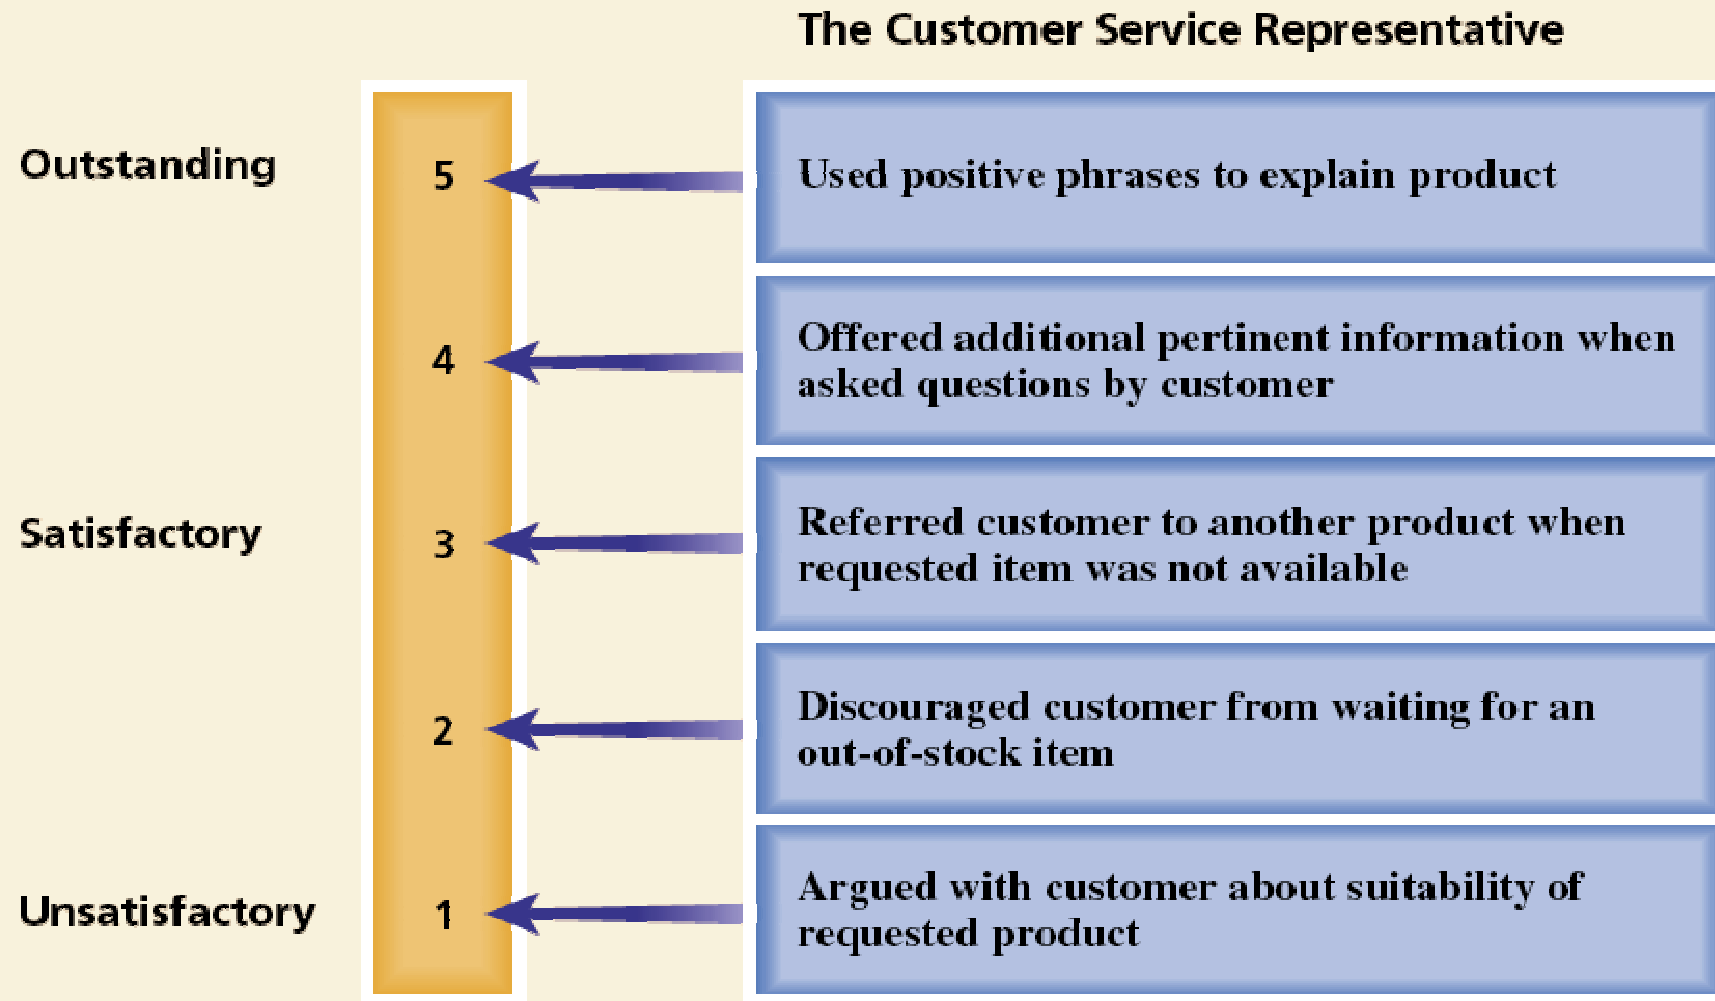 The Customer Service Representative
Outstanding
5
Used positive phrases to explain product
4
Offered additional pertinent information when
asked questions by customer
Satisfactory
3
Referred customer to another product when
requested item was not available
2
Discouraged customer from waiting for an
out-of-stock item
Unsatisfactory
1
Argued with customer about suitability of
requested product